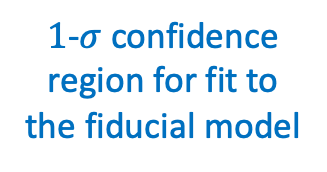 1-σ confidence
region for fit to
the fiducial model